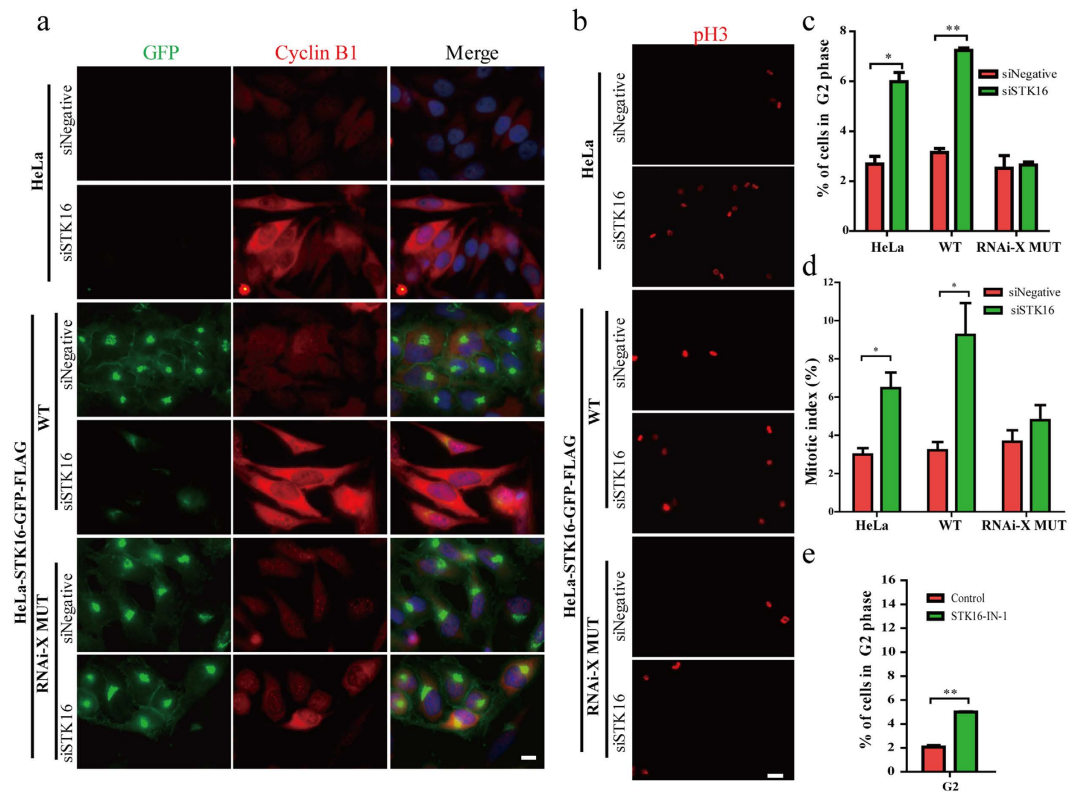 a
GFP
Cyclin B1
Merge
HeLa
siNegative
siSTK16
HeLa-STK16-GFP-FLAG
WT
siNegative
siSTK16
RNAi-X MUT
siNegative
siSTK16
b
pH3
HeLa
siNegative
siSTK16
HeLa-STK16-GFP-FLAG
WT
siNegative
siSTK16
RNAi-X MUT
siNegative
siSTK16
c
% of cells in G2 phase
8
6
4
2
0
*
**
siNegative
siSTK16
HeLa
WT
RNAi-X MUT
d
Mitotic index (%)
12
10
8
6
4
2
0
*
*
siNegative
siSTK16
HeLa
WT
RNAi-X MUT
e
% of cells in G2 phase
16
14
12
10
8
6
4
2
0
**
Control
STK16-IN-1
G2